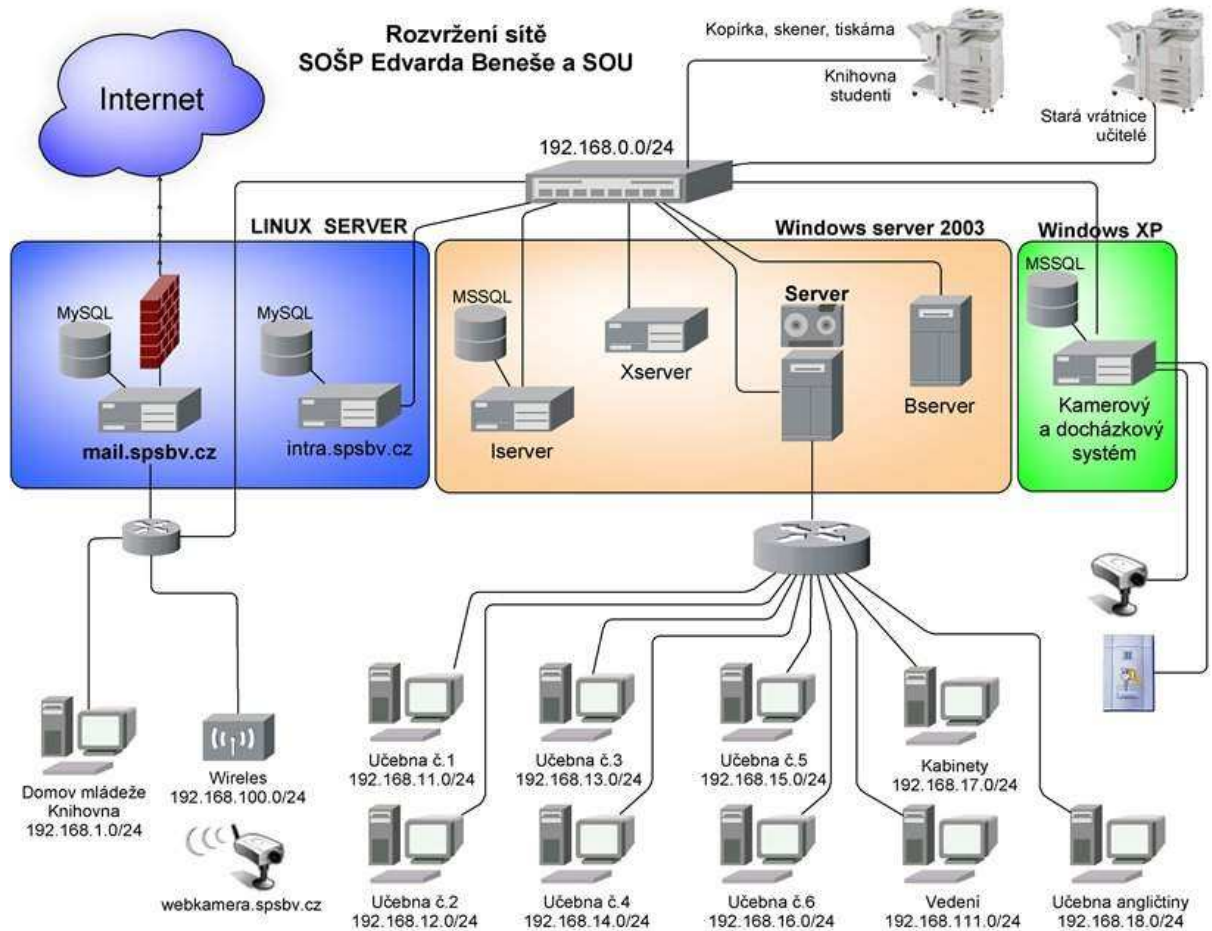 Rozvržení sítě
SOŠP Edvarda Beneše a SOU
Internet
Kopírka, skener, tiskárna
Knihovna
studenti
Stará vrátnice
učitelé
192.168.0.0/24
LINUX SERVER
Windows server 2003
Windows XP
MySQL
mail.spsbv.cz
MySQL
intra.spsbv.cz
MSSQL
Iserver
Xserver
Server
Bserver
MSSQL
Kamerový
a docházkový
systém
Domov mládeže
Knihovna
192.168.1.0/24
Wireles
192.168.100.0/24
webkamera.spsbv.cz
Učebna č.1
192.168.11.0/24
Učebna č.3
192.168.13.0/24
Učebna č.5
192.168.15.0/24
Kabinety
192.168.17.0/24
Učebna č.2
192.168.12.0/24
Učebna č.4
192.168.14.0/24
Učebna č.6
192.168.16.0/24
Vedení
192.168.111.0/24
Učebna angličtiny
192.168.18.0/24